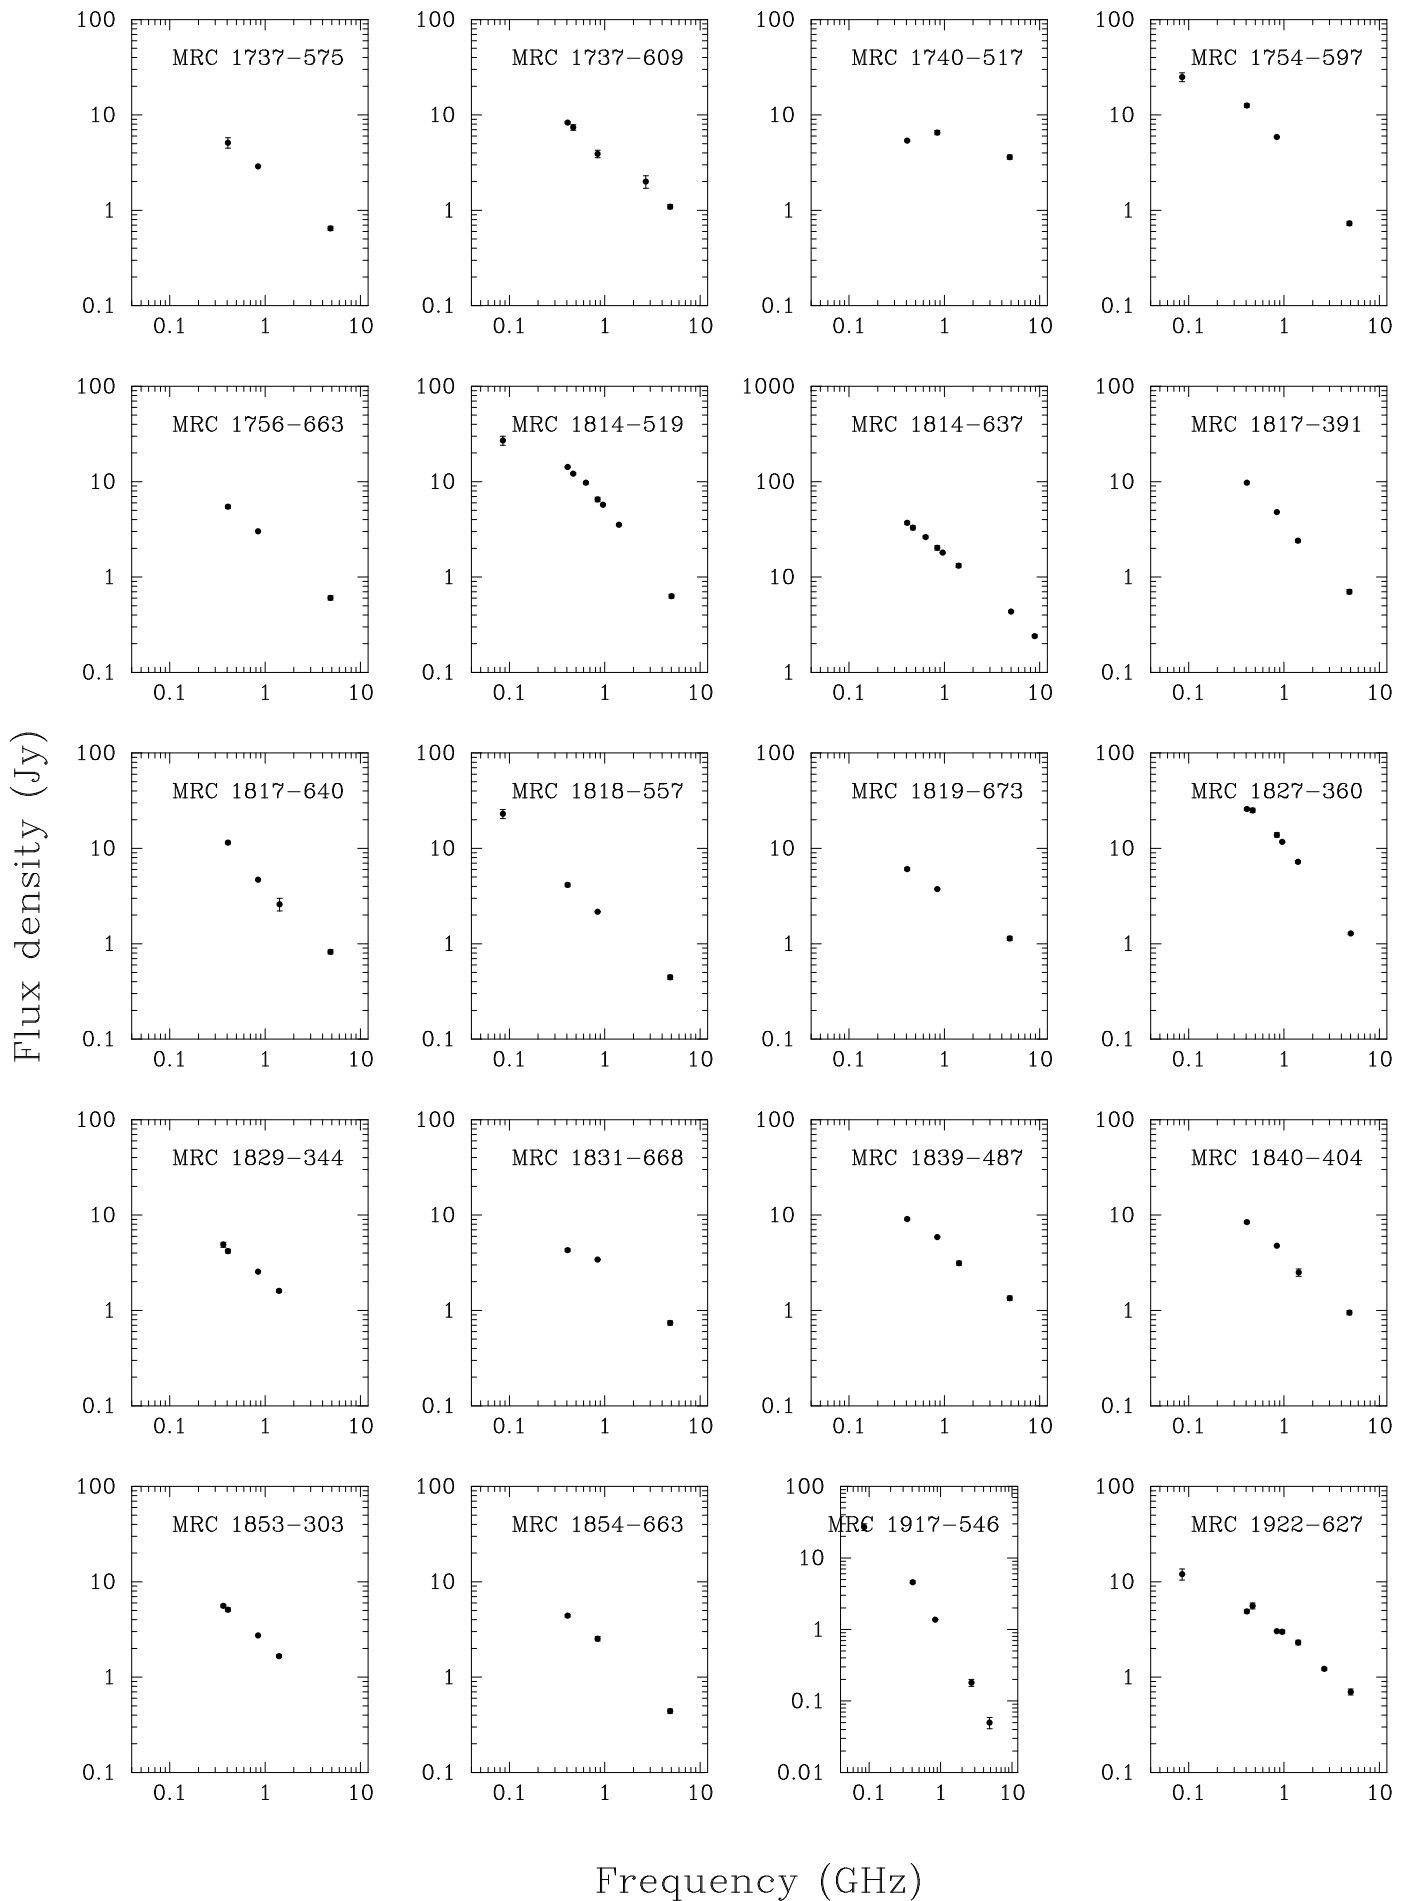 MRC 1737−575
100
10
1
0.1
0.1 1 10
MRC 1737−609
100
10
1
0.1
0.1 1 10
MRC 1740−517
100
10
1
0.1
0.1 1 10
MRC 1754−597
100
10
1
0.1
0.1 1 10
MRC 1756−663
100
10
1
0.1
0.1 1 10
MRC 1814−519
100
10
1
0.1
0.1 1 10
MRC 1814−637
1000
100
10
1
0.1 1 10
MRC 1817−391
100
10
1
0.1
0.1 1 10
Flux density (Jy)
MRC 1817−640
100
10
1
0.1
0.1 1 10
MRC 1818−557
100
10
1
0.1
0.1 1 10
MRC 1819−673
100
10
1
0.1
0.1 1 10
MRC 1827−360
100
10
1
0.1
0.1 1 10
MRC 1829−344
100
10
1
0.1
0.1 1 10
MRC 1831−668
100
10
1
0.1
0.1 1 10
MRC 1839−487
100
10
1
0.1
0.1 1 10
MRC 1840−404
100
10
1
0.1
0.1 1 10
MRC 1853−303
100
10
1
0.1
0.1 1 10
MRC 1854−663
100
10
1
0.1
0.1 1 10
MRC 1917−546
100
10
1
0.1
0.01
0.1 1 10
MRC 1922−627
100
10
1
0.1
0.1 1 10
Frequency (GHz)